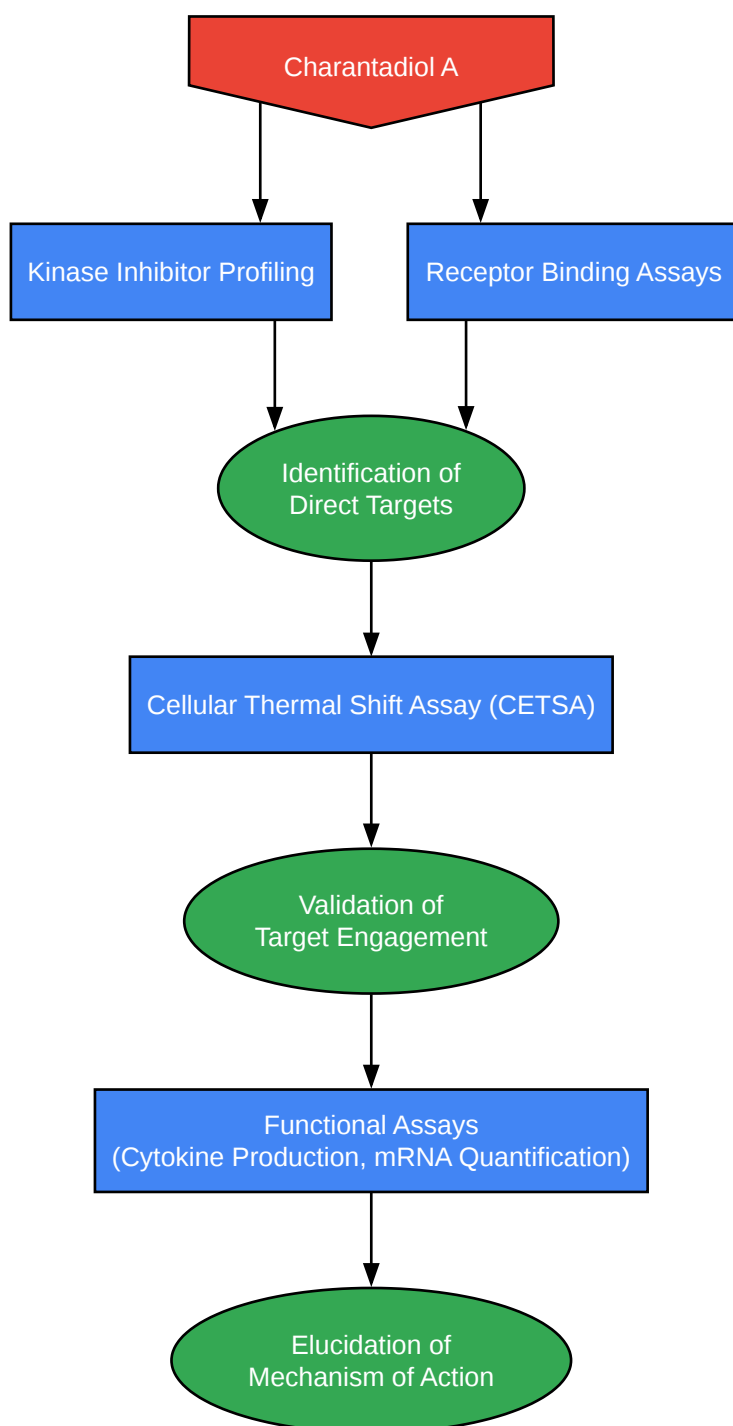 Charantadiol A
Kinase Inhibitor Profiling
Receptor Binding Assays
Identification of
Direct Targets
Cellular Thermal Shift Assay (CETSA)
Validation of
Target Engagement
Functional Assays
(Cytokine Production, mRNA Quantification)
Elucidation of
Mechanism of Action